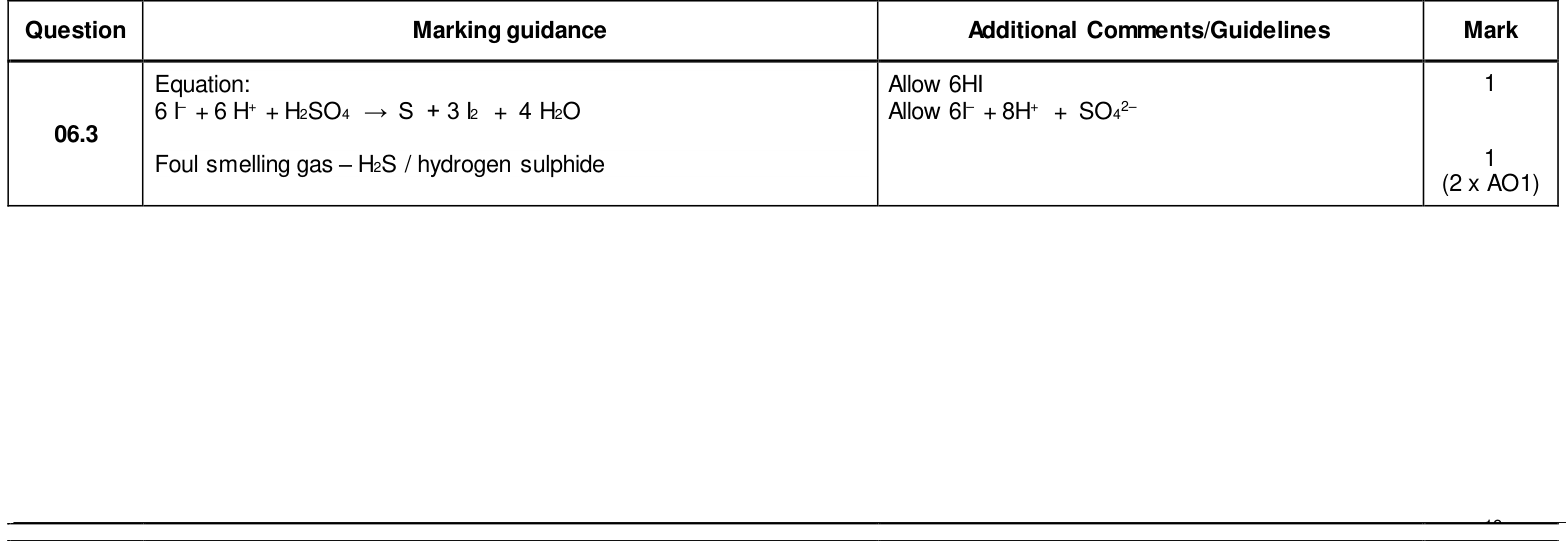 Question Marking guidance Additional Comments/Guidelines Mark
06.3
Equation:
6 I⁻ + 6 H⁺ + H₂SO₄ → S + 3 I₂ + 4 H₂O
Foul smelling gas – H₂S / hydrogen sulphide
Allow 6HI
Allow 6I⁻ + 8H⁺ + SO₄²⁻
1
1
(2 x AO1)